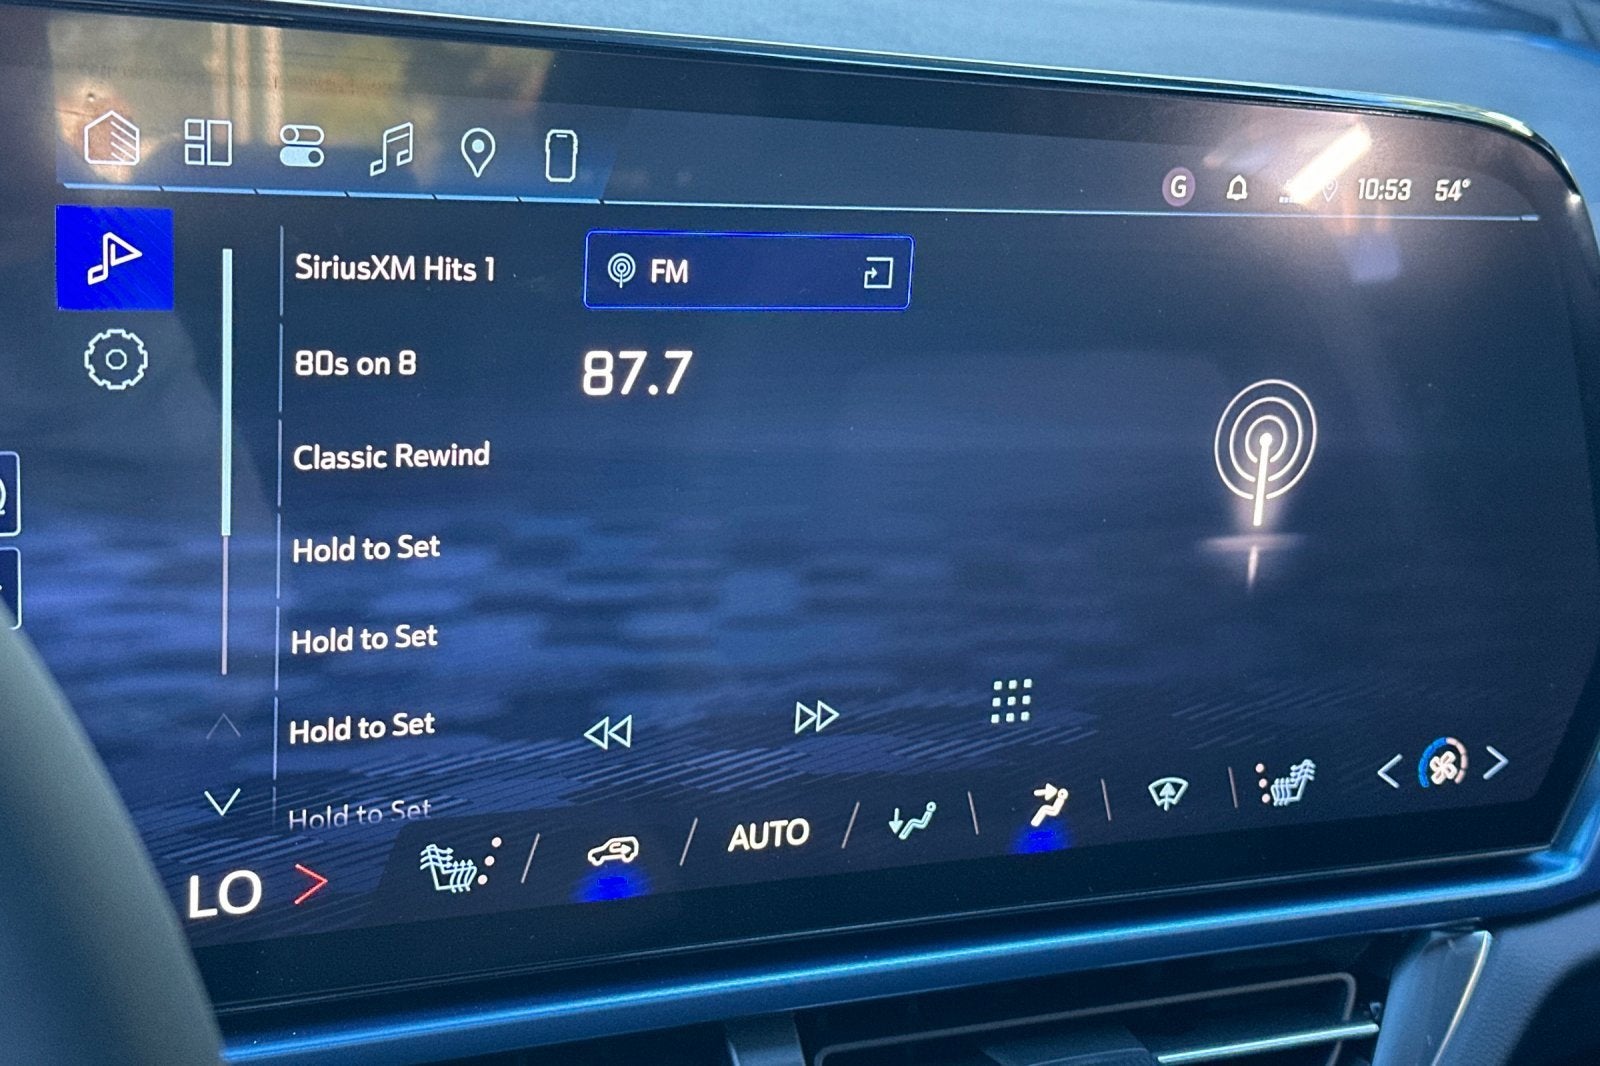 G 10:53 54°
SiriusXM Hits 1
FM
80s on 8
87.7
Classic Rewind
Hold to Set
Hold to Set
Hold to Set
Hold to Set
AUTO
LO